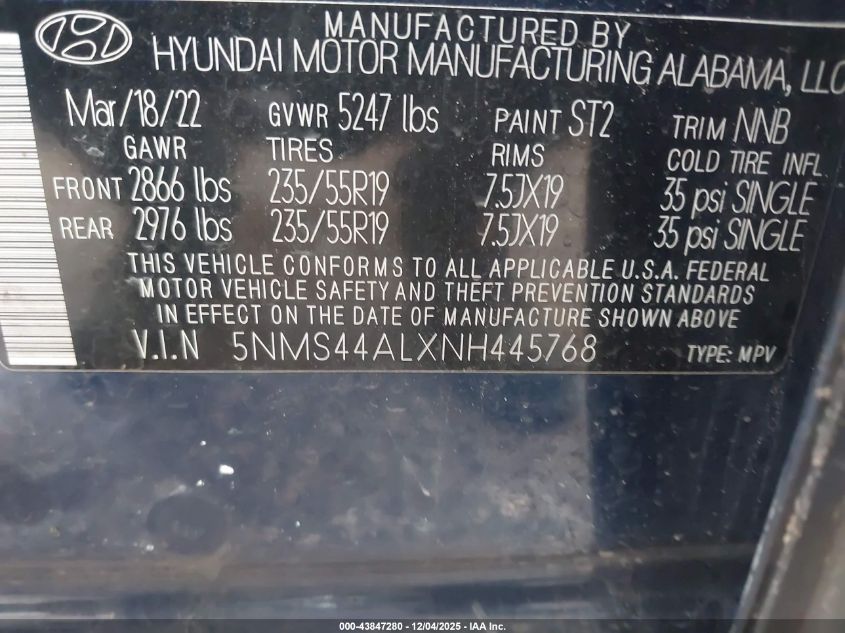 MANUFACTURED BY
HYUNDAI MOTOR MANUFACTURING ALABAMA, LLC
Mar/18/22 GVWR 5247 lbs PAINT ST2 TRIM NNB
GAWR TIRES RIMS COLD TIRE INFL.
FRONT 2866 lbs 235/55R19 7.5JX19 35 psi SINGLE
REAR 2976 lbs 235/55R19 7.5JX19 35 psi SINGLE
THIS VEHICLE CONFORMS TO ALL APPLICABLE U.S.A. FEDERAL
MOTOR VEHICLE SAFETY AND THEFT PREVENTION STANDARDS
IN EFFECT ON THE DATE OF MANUFACTURE SHOWN ABOVE.
V.I.N 5NMS44ALXNH445768 TYPE: MPV
000-43847280 - 12/04/2025 - IAA Inc.